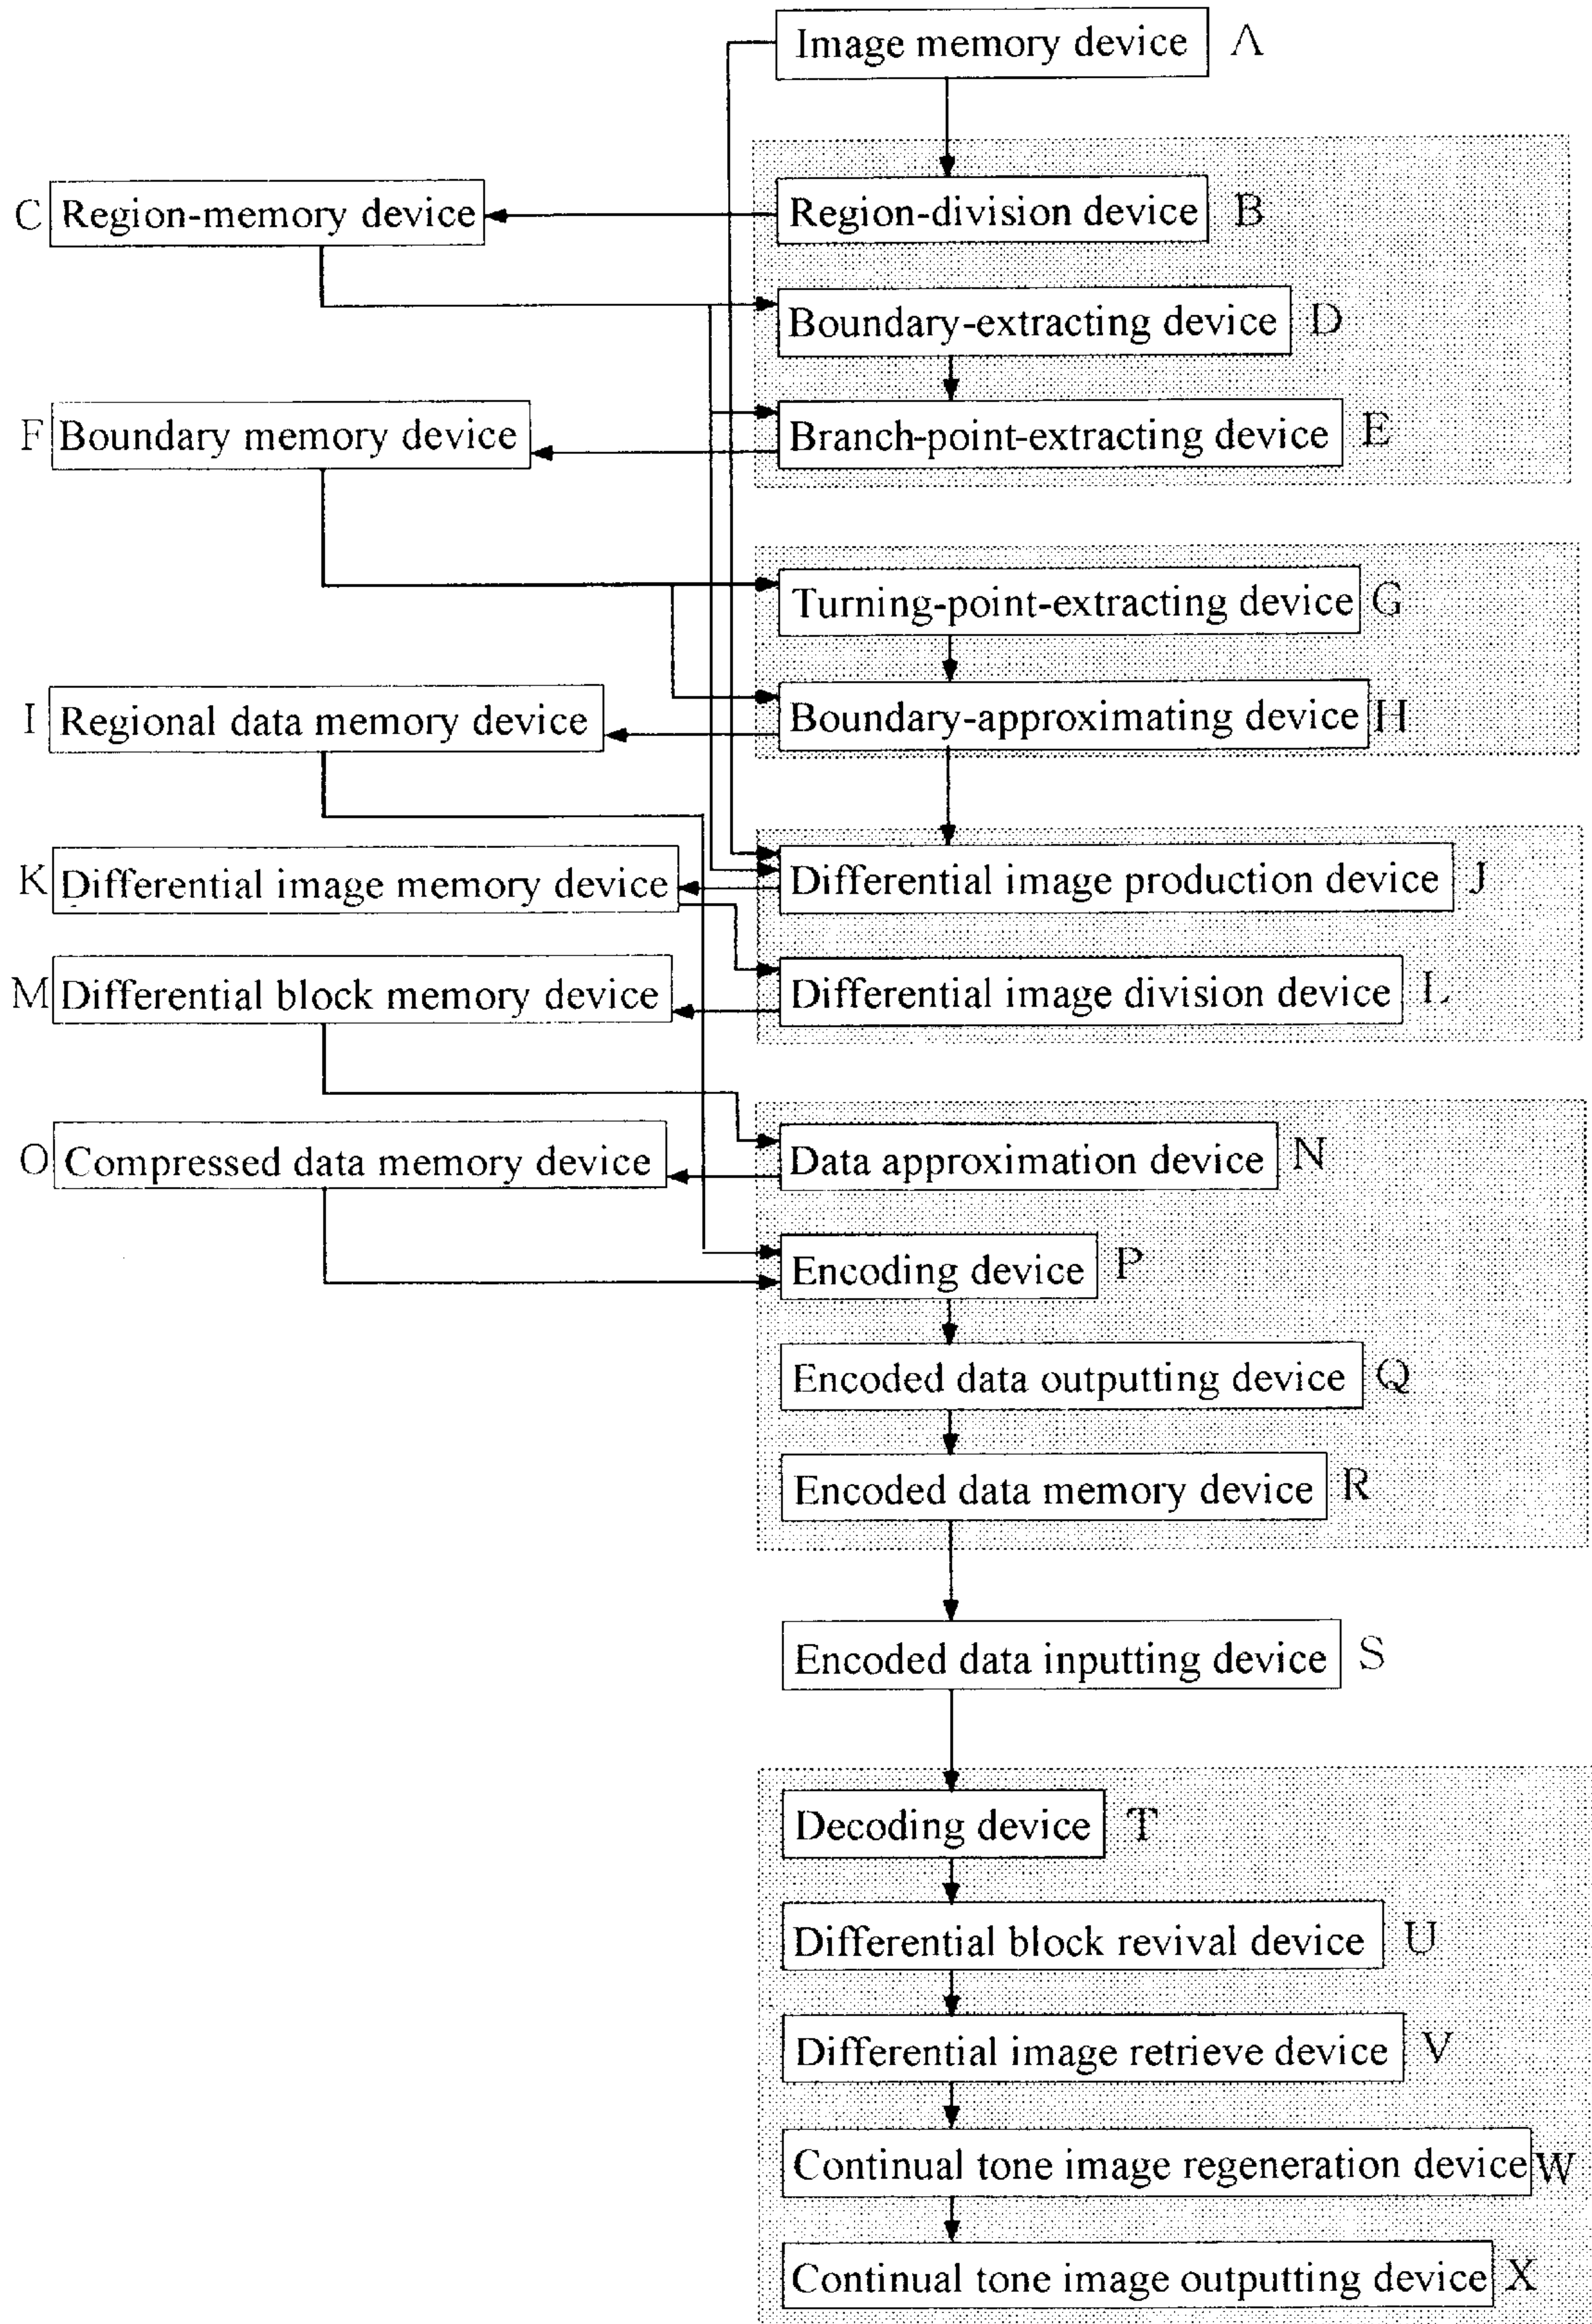 Image memory device A
C Region-memory device
Region-division device B
Boundary-extracting device D
F Boundary memory device
Branch-point-extracting device E
Turning-point-extracting device G
I Regional data memory device
Boundary-approximating device H
K Differential image memory device
Differential image production device J
M Differential block memory device
Differential image division device L
O Compressed data memory device
Data approximation device N
Encoding device P
Encoded data outputting device Q
Encoded data memory device R
Encoded data inputting device S
Decoding device T
Differential block revival device U
Differential image retrieve device V
Continual tone image regeneration device W
Continual tone image outputting device X